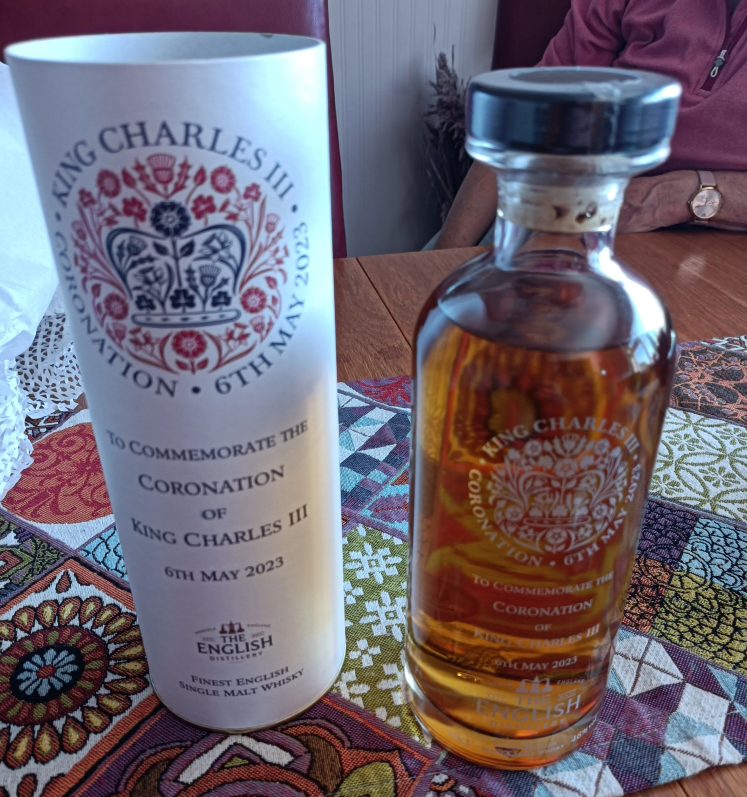 KING CHARLES III
CORONATION • 6TH MAY 2023
TO COMMEMORATE THE
CORONATION
OF
KING CHARLES III
6TH MAY 2023
THE
ENGLISH
DISTILLERY
FINEST ENGLISH
SINGLE MALT WHISKY
KING CHARLES III
CORONATION • 6TH MAY 2023
TO COMMEMORATE THE
CORONATION
OF
KING CHARLES III
6TH MAY 2023
THE
ENGLISH